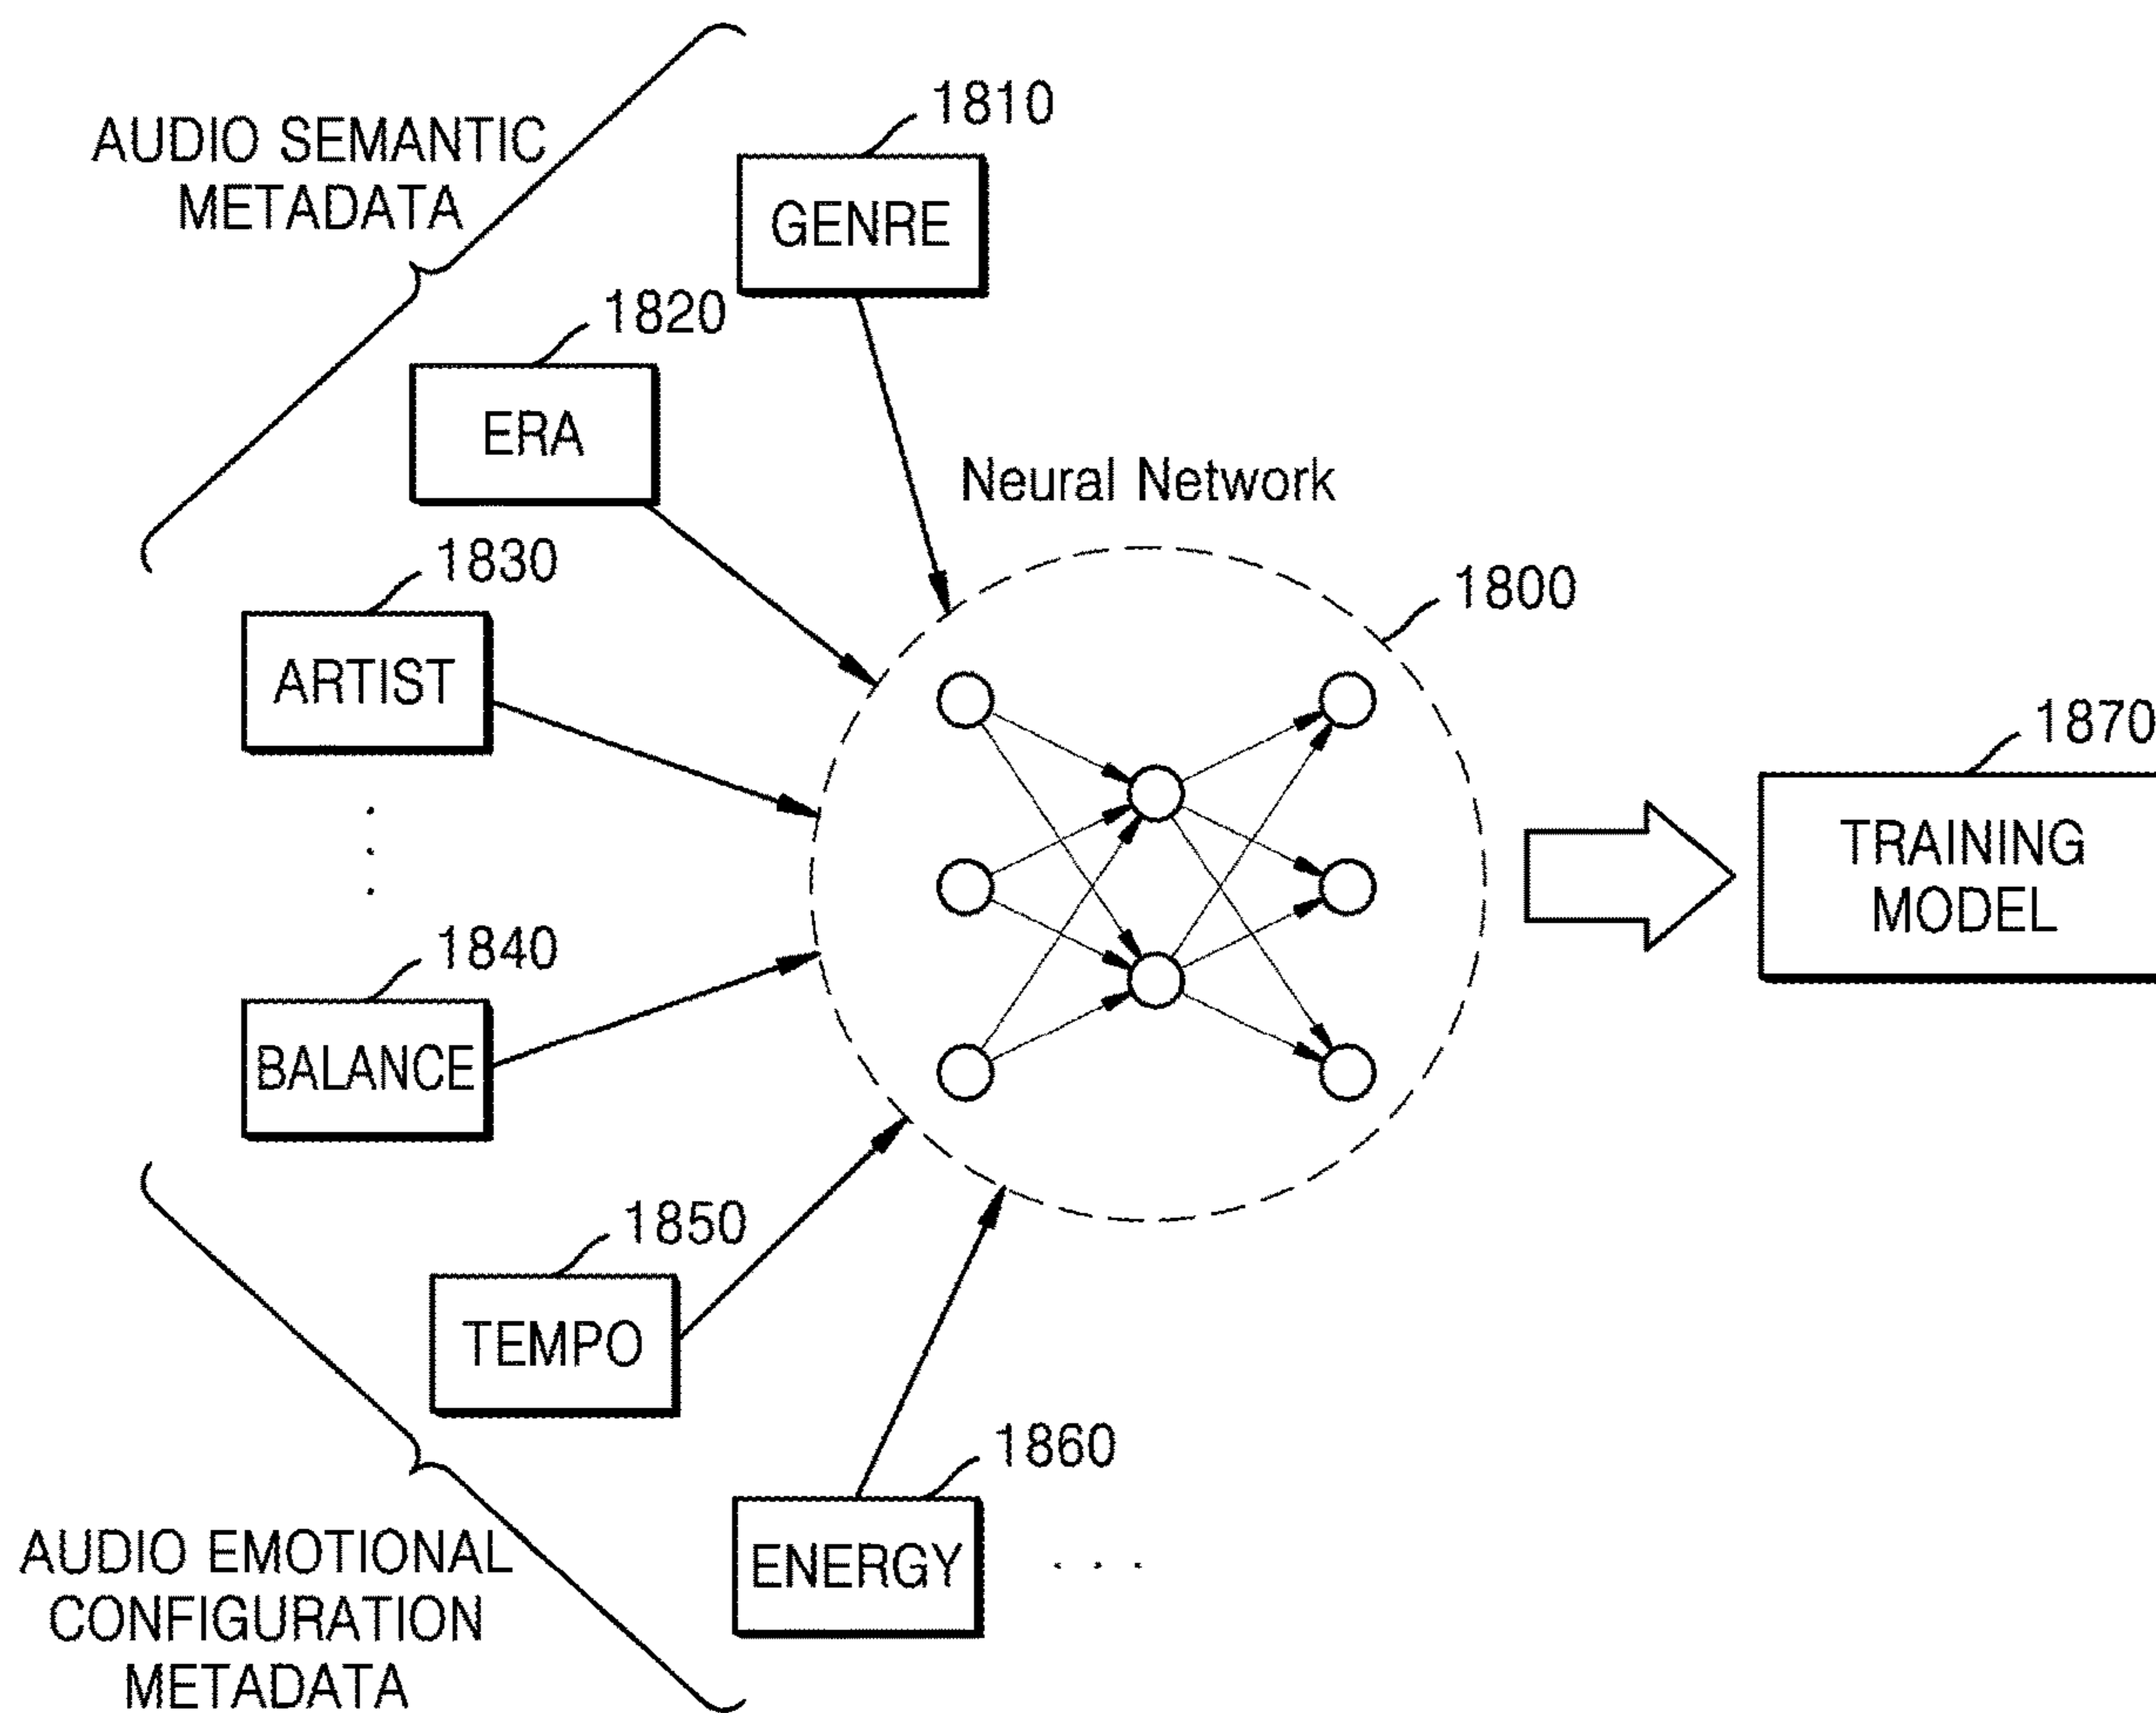 1810
AUDIO SEMANTIC
METADATA
GENRE
1820
ERA
Neural Network
1830
1800
ARTIST
1870
TRAINING
MODEL
1840
BALANCE
1850
TEMPO
1860
ENERGY
. . .
AUDIO EMOTIONAL
CONFIGURATION
METADATA